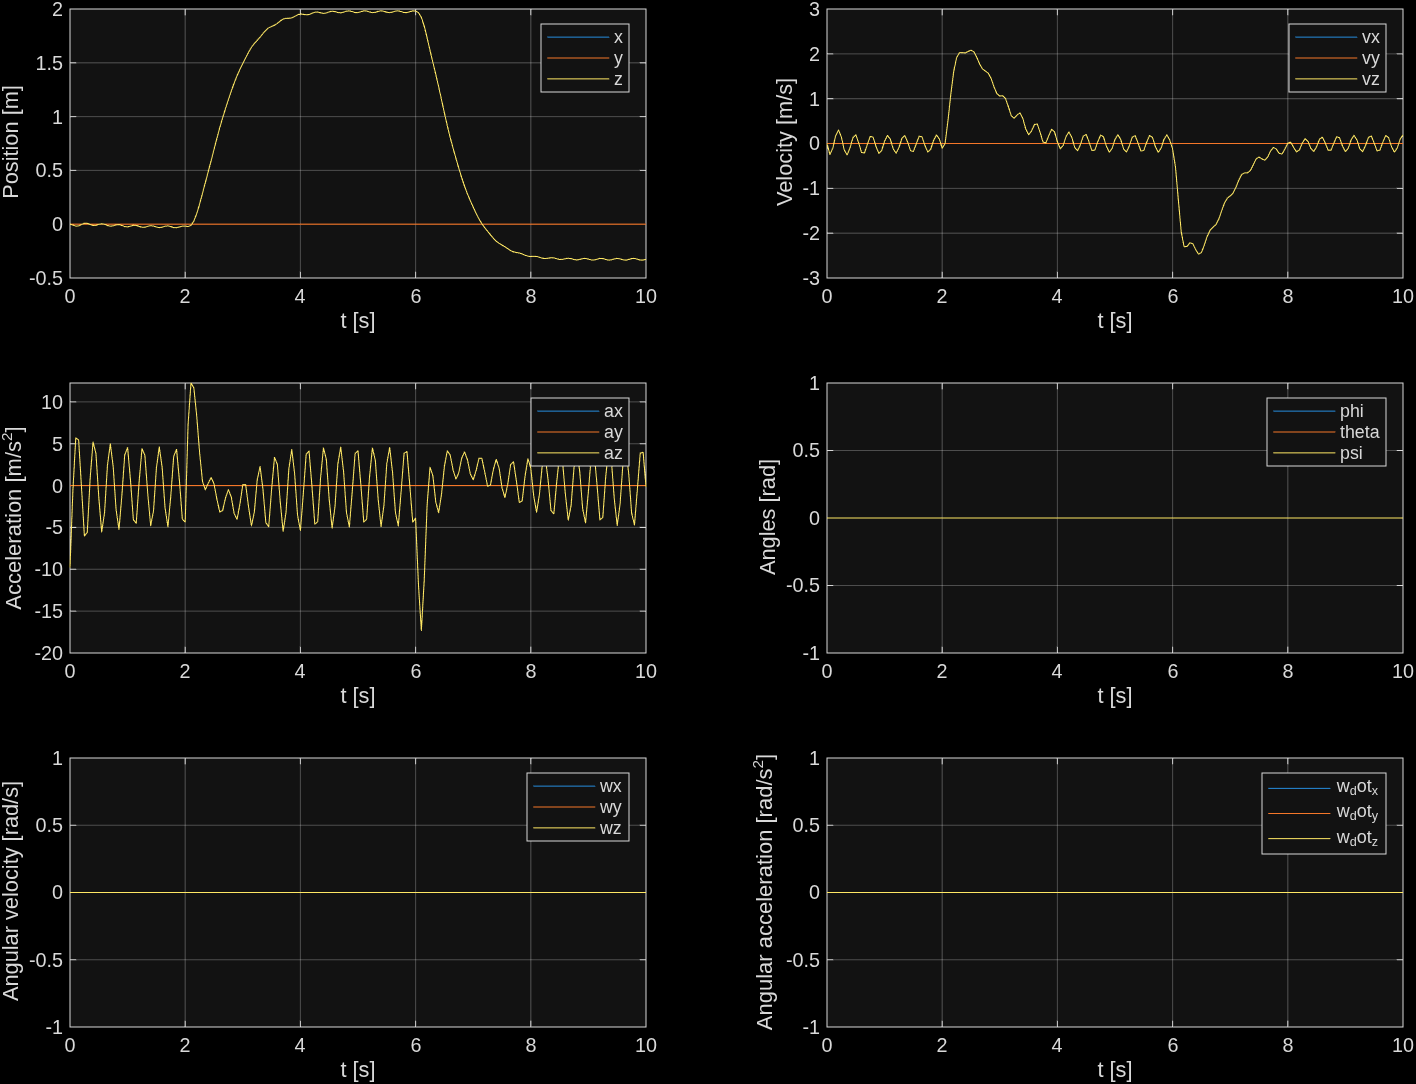 2
1.5
1
0.5
0
-0.5
0 2 4 6 8 10
t [s]
Position [m]
x
y
z
3
2
1
0
-1
-2
-3
0 2 4 6 8 10
t [s]
Velocity [m/s]
vx
vy
vz
10
5
0
-5
-10
-15
-20
0 2 4 6 8 10
t [s]
Acceleration [m/s²]
ax
ay
az
1
0.5
0
-0.5
-1
0 2 4 6 8 10
t [s]
Angles [rad]
phi
theta
psi
1
0.5
0
-0.5
-1
0 2 4 6 8 10
t [s]
Angular velocity [rad/s]
wx
wy
wz
1
0.5
0
-0.5
-1
0 2 4 6 8 10
t [s]
Angular acceleration [rad/s²]
w_dot_x
w_dot_y
w_dot_z